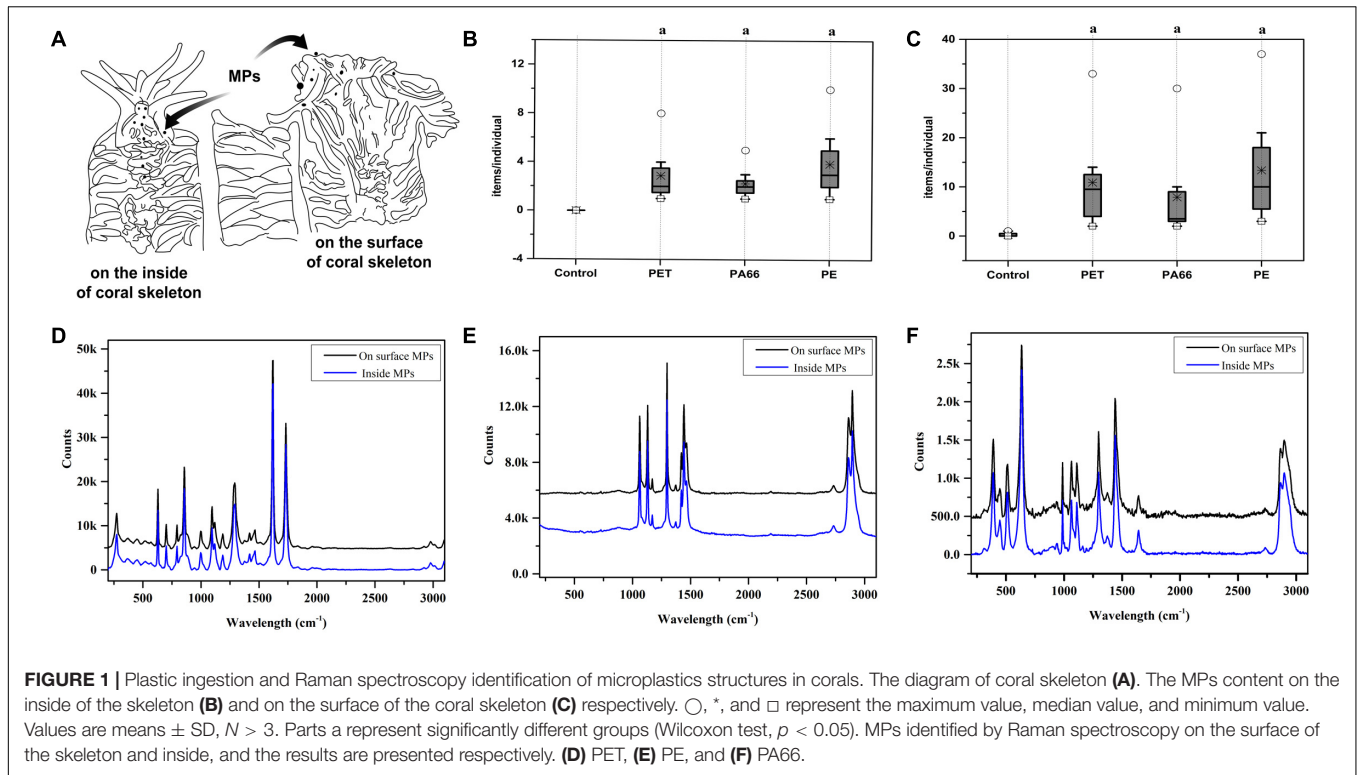 A
MPs
on the inside
of coral skeleton
on the surface
of coral skeleton
B
a a a
items/individual
12
8
4
0
-4
Control PET PA66 PE
C
a a a
items/individual
40
30
20
10
0
Control PET PA66 PE
D
On surface MPs
Inside MPs
Counts
50k
40k
30k
20k
10k
0
500 1000 1500 2000 2500 3000
Wavelength (cm⁻¹)
E
On surface MPs
Inside MPs
Counts
16.0k
12.0k
8.0k
4.0k
0.0
500 1000 1500 2000 2500 3000
Wavelength (cm⁻¹)
F
On surface MPs
Inside MPs
Counts
2.5k
2.0k
1.5k
1.0k
500.0
0.0
500 1000 1500 2000 2500 3000
Wavelength (cm⁻¹)
FIGURE 1 | Plastic ingestion and Raman spectroscopy identification of microplastics structures in corals. The diagram of coral skeleton (A). The MPs content on the
inside of the skeleton (B) and on the surface of the coral skeleton (C) respectively. ○, *, and □ represent the maximum value, median value, and minimum value.
Values are means ± SD, N > 3. Parts a represent significantly different groups (Wilcoxon test, p < 0.05). MPs identified by Raman spectroscopy on the surface of
the skeleton and inside, and the results are presented respectively. (D) PET, (E) PE, and (F) PA66.